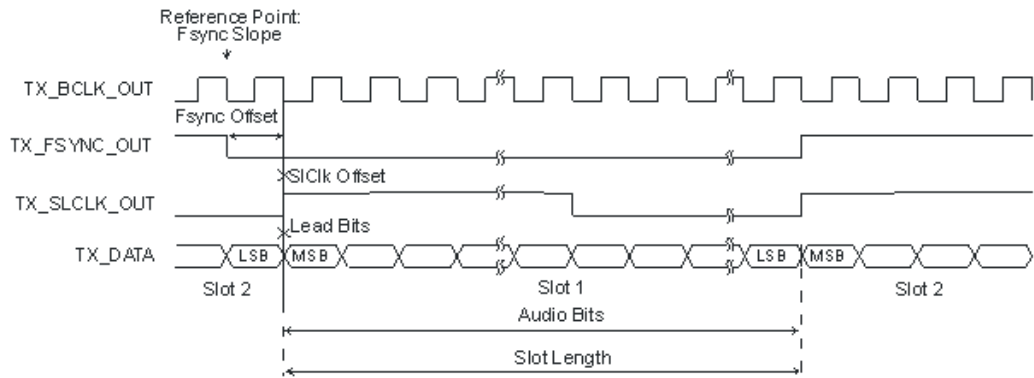 Reference Point:
Fsync Slope
TX_BCLK_OUT
Fsync Offset
TX_FSYNC_OUT
SlClk Offset
TX_SLCLK_OUT
Lead Bits
TX_DATA
LSB
MSB
LSB
MSB
Slot 2
Slot 1
Slot 2
Audio Bits
Slot Length